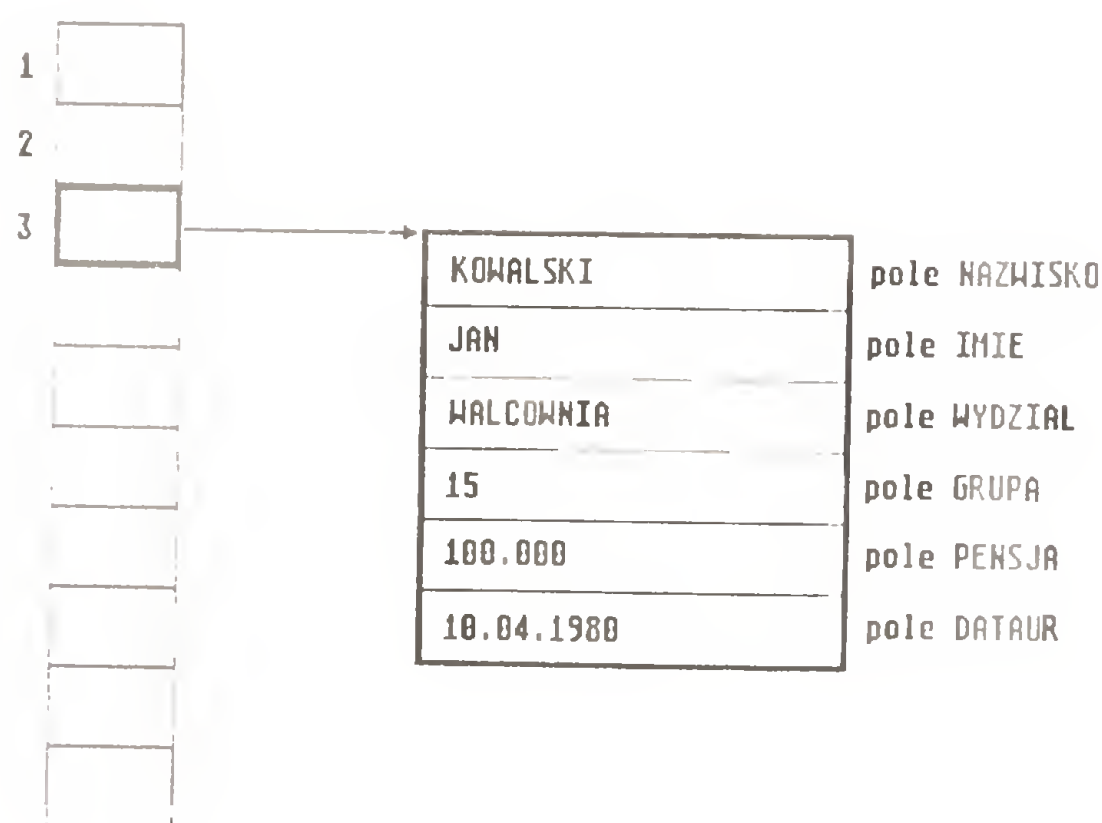 1
2
3
KOWALSKI pole NAZWISKO
JAN pole IMIE
WALCOWNIA pole WYDZIAL
15 pole GRUPA
100.000 pole PENSJA
10.04.1980 pole DATAUR